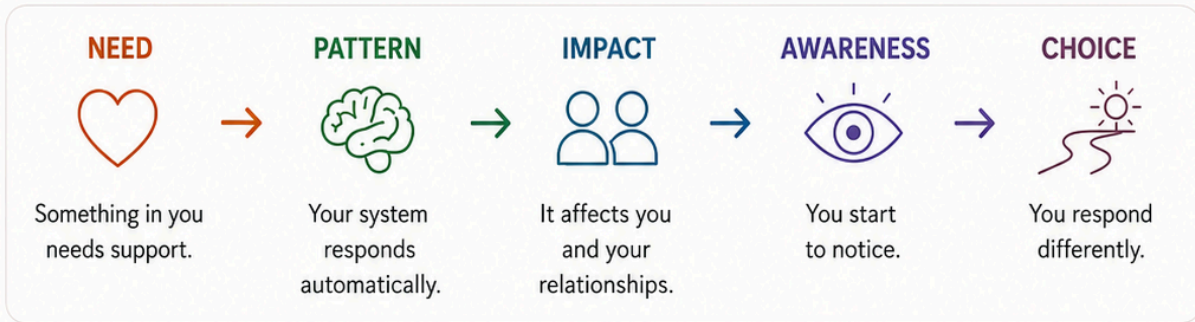 NEED
Something in you
needs support.
PATTERN
Your system
responds
automatically.
IMPACT
It affects you
and your
relationships.
AWARENESS
You start
to notice.
CHOICE
You respond
differently.